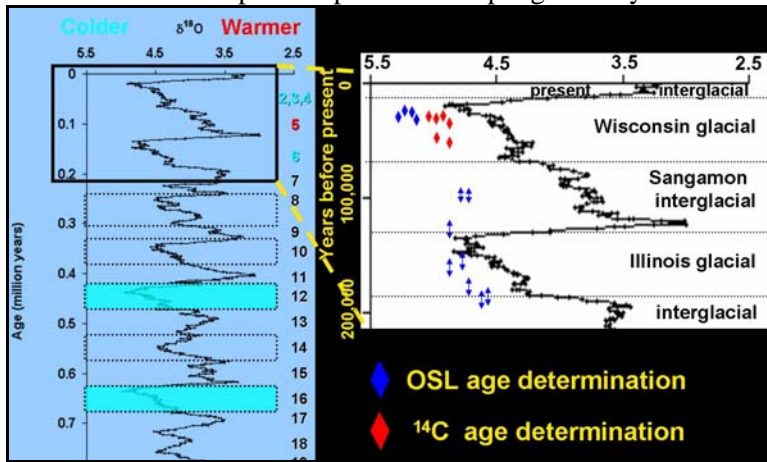 Colder δ18O Warmer
5.5 4.5 3.5 2.5
0
0.1
0.2
0.3
0.4
0.5
0.6
0.7
Age (million years)
2,3,4
5
6
7
8
9
10
11
12
13
14
15
16
17
18
5.5 4.5 3.5 2.5
Years before present
0
100,000
200,000
present interglacial
Wisconsin glacial
Sangamon
interglacial
Illinois glacial
interglacial
OSL age determination
14C age determination